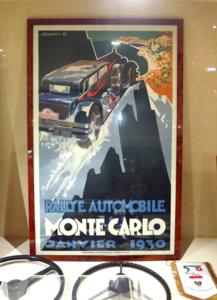 RALLYE AUTOMOBILE
MONTE-CARLO
JANVIER 1930